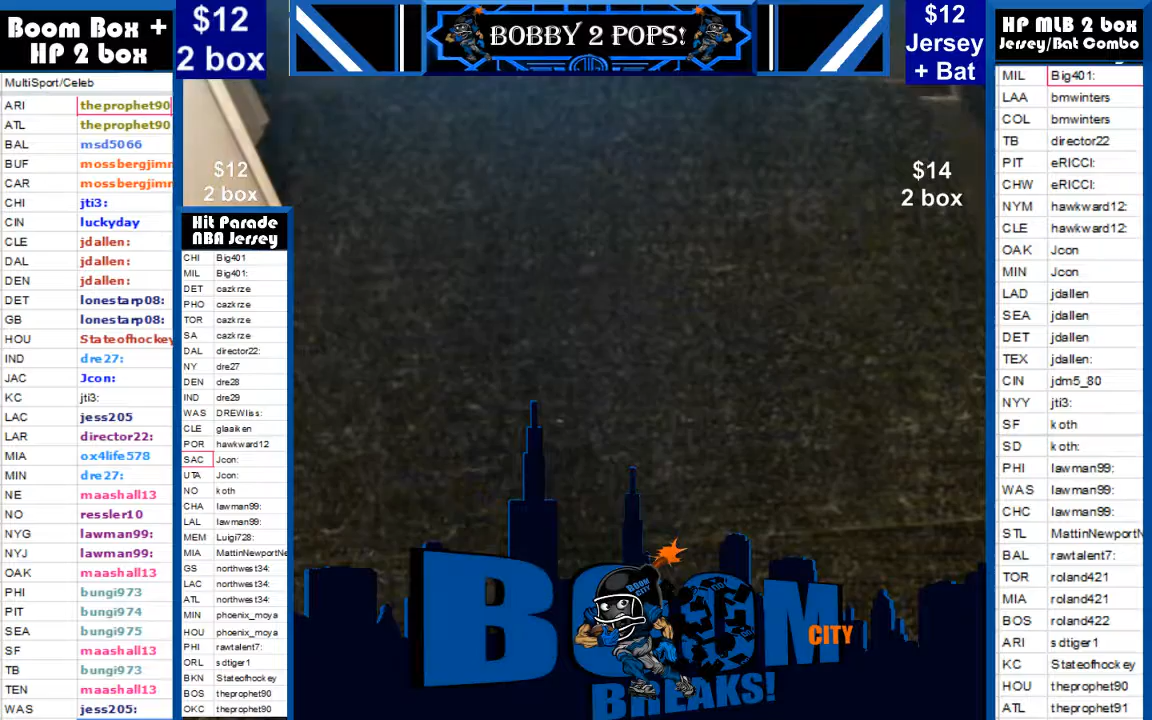 Boom Box +
HP 2 box
MultiSport/Celeb
ARI theprophet90
ATL theprophet90
BAL msd5066
BUF mossbergjimm
CAR mossbergjimm
CHI jti3:
CIN luckyday
CLE jdallen:
DAL jdallen:
DEN jdallen:
DET lonestarp08:
GB lonestarp08:
HOU Stateofhockey
IND dre27:
JAC Jcon:
KC jti3:
LAC jess205
LAR director22:
MIA ox4life578
MIN dre27:
NE maashall13
NO ressler10
NYG lawman99:
NYJ lawman99:
OAK maashall13
PHI bungi973
PIT bungi974
SEA bungi975
SF maashall13
TB bungi973
TEN maashall13
WAS jess205:
$12
2 box
$12
2 box
Hit Parade
NBA Jersey
CHI Big401
MIL Big401:
DET cazkrze
PHO cazkrze
TOR cazkrze
SA cazkrze
DAL director22:
NY dre27
DEN dre28
IND dre29
WAS DREWliss:
CLE glaaiken
POR hawkward12
SAC Jcon:
UTA Jcon:
NO koth
CHA lawman99:
LAL lawman99:
MEM Luigi728:
MIA MattinNewportNe
GS northwest34:
LAC northwest34:
ATL northwest34:
MIN phoenix_moya
HOU phoenix_moya
PHI rawtalent7:
ORL sdtiger1
BKN Stateofhockey
BOS theprophet90
OKC theprophet90
BOBBY 2 POPS!
BOOM
CITY
BREAKS!
BOOM
CITY
$12
Jersey
+ Bat
$14
2 box
HP MLB 2 box
Jersey/Bat Combo
MIL Big401:
LAA bmwinters
COL bmwinters
TB director22
PIT eRICCI:
CHW eRICCI:
NYM hawkward12:
CLE hawkward12:
OAK Jcon
MIN Jcon
LAD jdallen
SEA jdallen
DET jdallen
TEX jdallen:
CIN jdm5_80
NYY jti3:
SF koth
SD koth:
PHI lawman99:
WAS lawman99:
CHC lawman99:
STL MattinNewportN
BAL rawtalent7:
TOR roland421
MIA roland421
BOS roland422
ARI sdtiger1
KC Stateofhockey
HOU theprophet90
ATL theprophet91